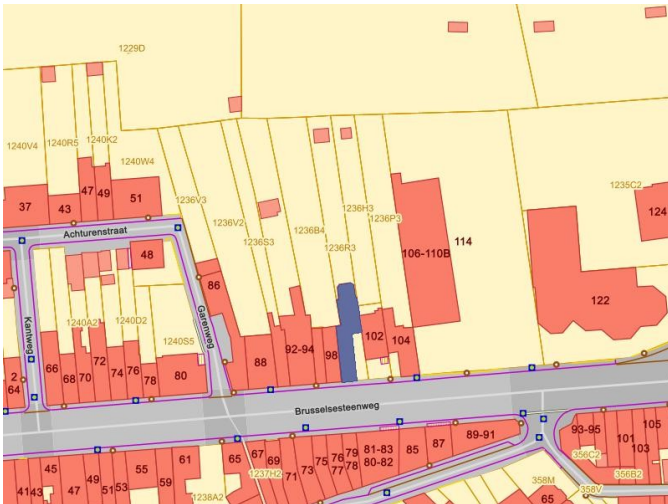 1229D
1240V4
1240R5
1240K2
1240W4
1235C2
37
43
47
49
51
1236V3
1236V2
1236S3
1236B4
1236R3
1236H3
1236P3
124
Achturenstraat
48
106-110B
114
86
122
Kantweg
Garenweg
1240A2
1240D2
1240S5
2
64
66
68
70
72
74
76
78
80
88
92-94
98
102
104
Brusselsesteenweg
41
43
45
47
49
51
53
55
59
61
1238A2
65
67
69
1237H2
71
73
75
76
77
79
78
81-83
80-82
85
87
89-91
93-95
356C2
101
103
105
356B2
358M
358V
65